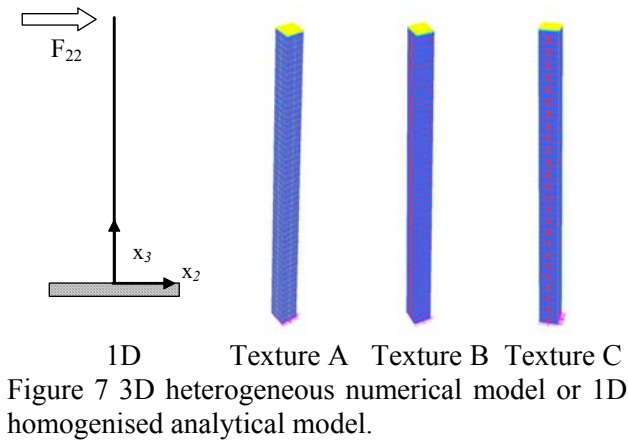 F₂₂
x₃
x₂
1D Texture A Texture B Texture C
Figure 7 3D heterogeneous numerical model or 1D
homogenised analytical model.